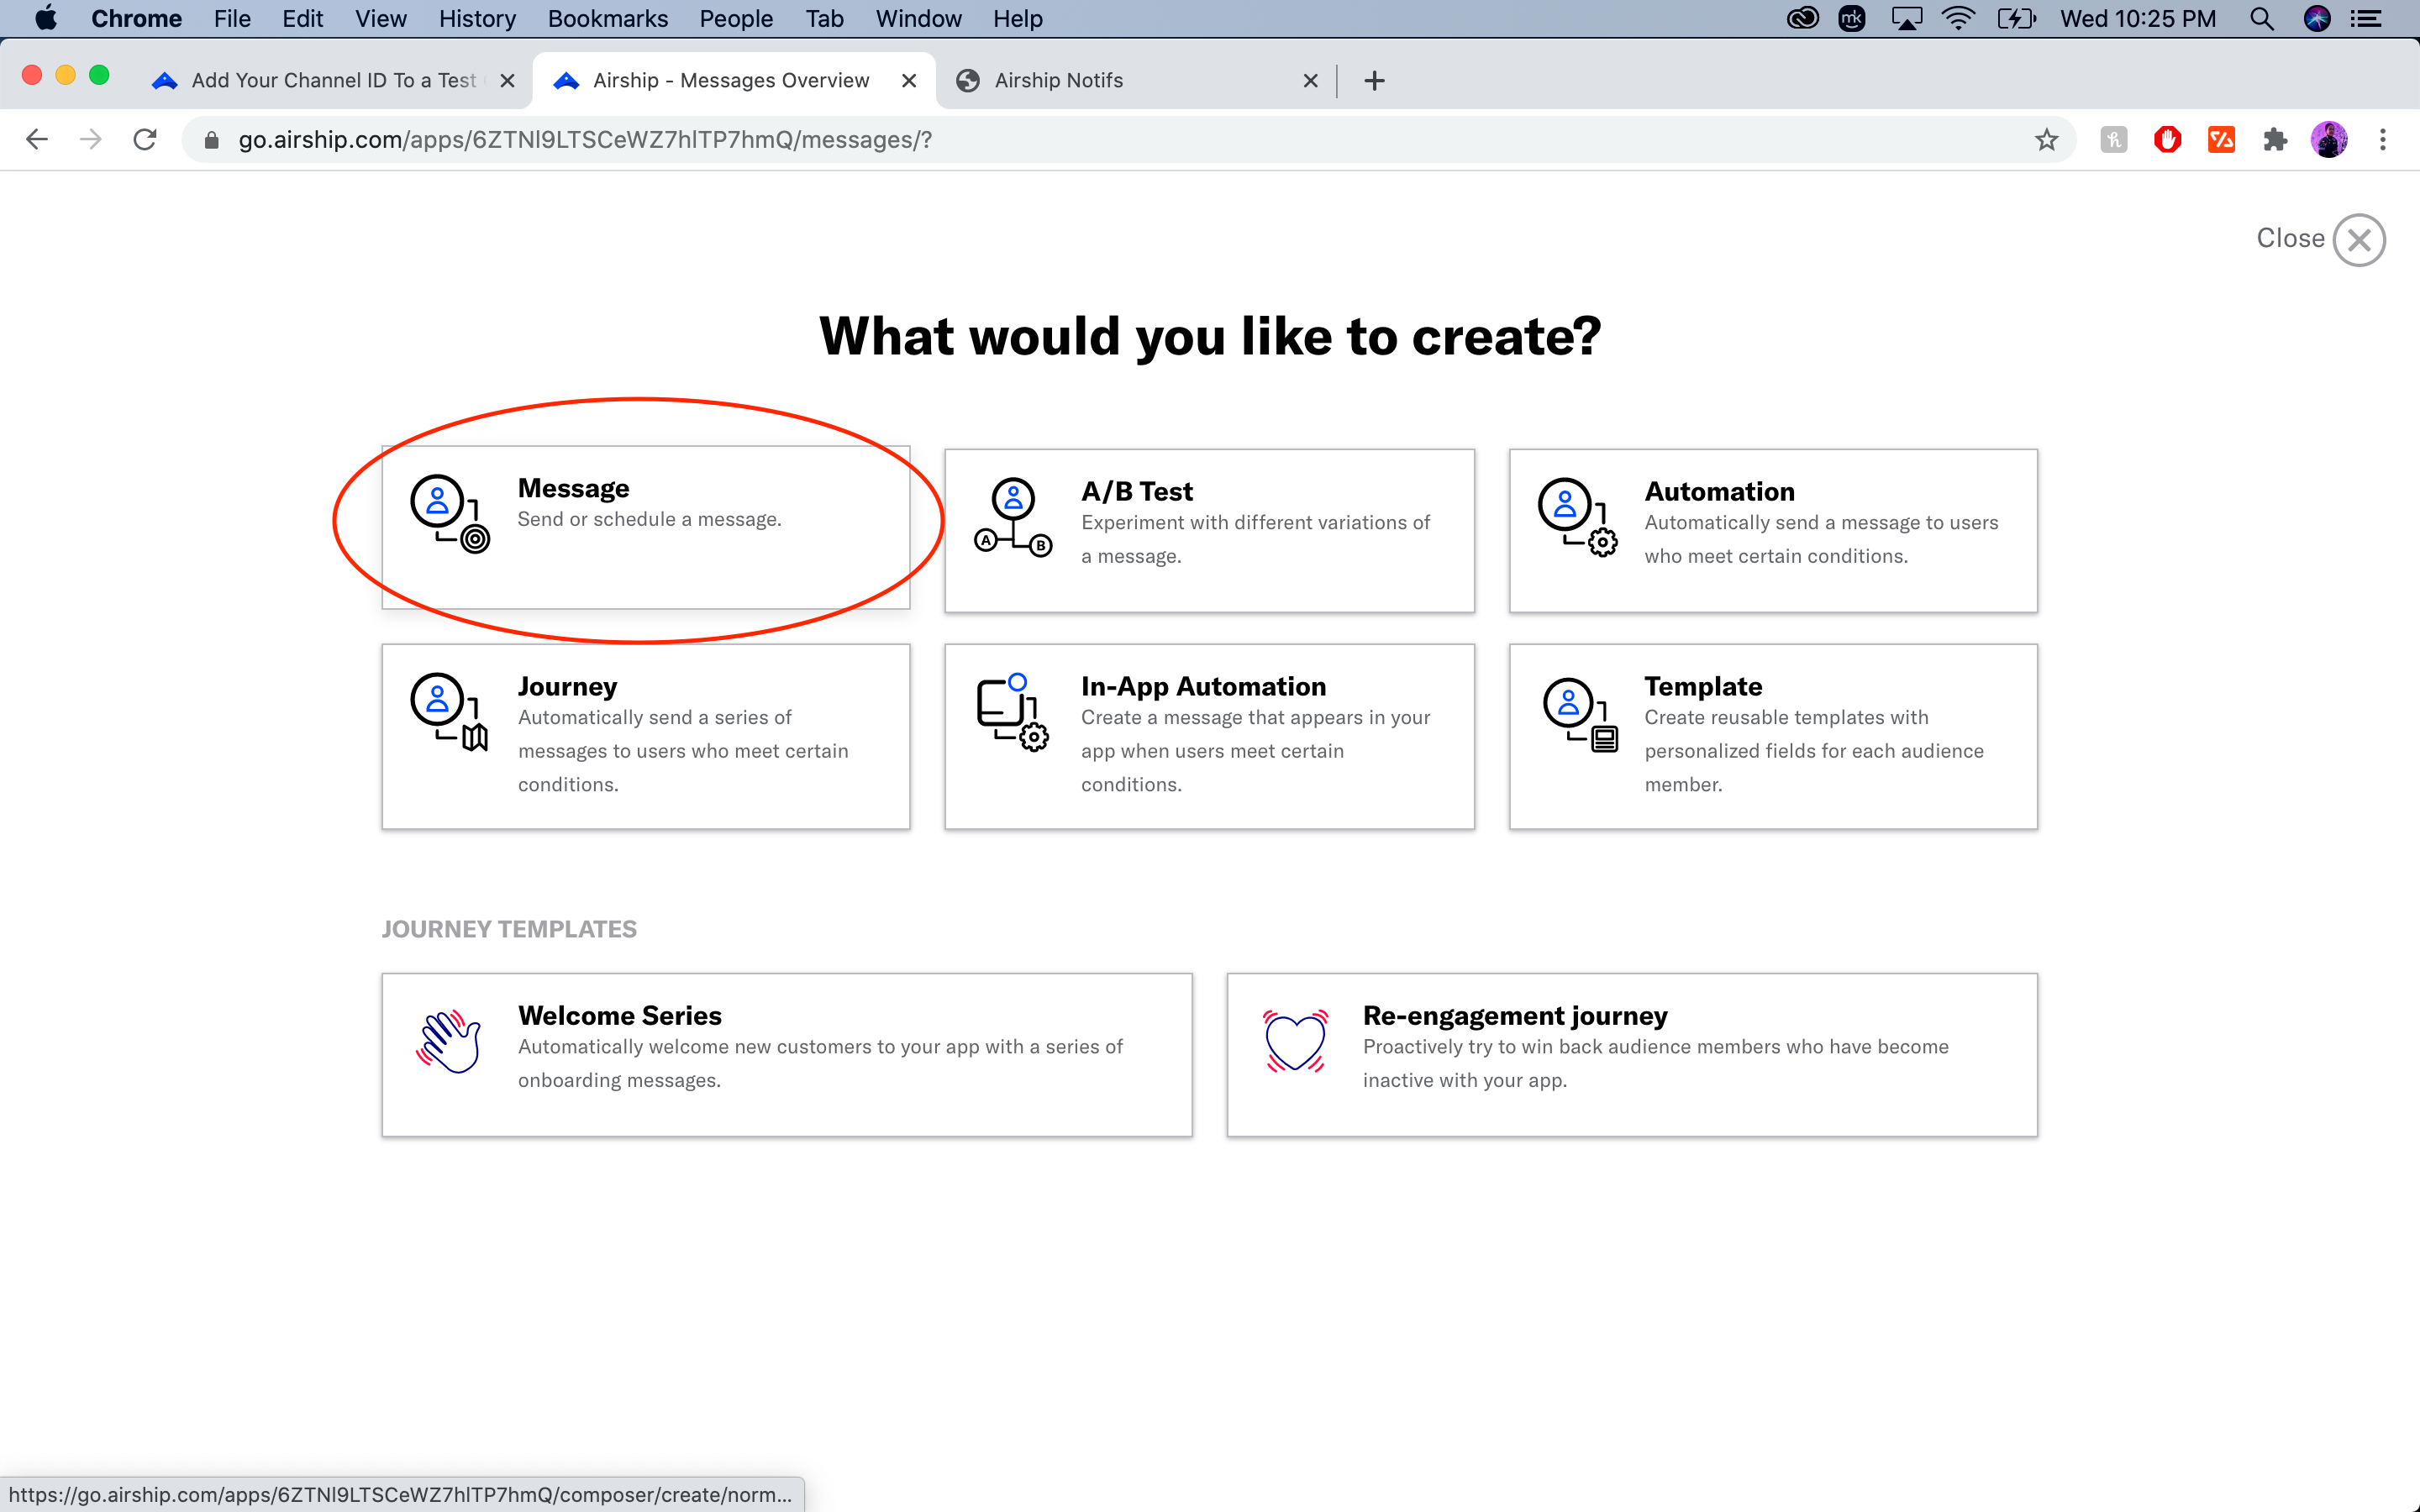 Chrome File Edit View History Bookmarks People Tab Window Help mk Wed 10:25 PM
Add Your Channel ID To a Test Airship - Messages Overview Airship Notifs
go.airship.com/apps/6ZTNl9LTSCeWZ7hlTP7hmQ/messages/?
Close
What would you like to create?
Message
Send or schedule a message.
A/B Test
Experiment with different variations of
a message.
A B
Automation
Automatically send a message to users
who meet certain conditions.
Journey
Automatically send a series of
messages to users who meet certain
conditions.
In-App Automation
Create a message that appears in your
app when users meet certain
conditions.
Template
Create reusable templates with
personalized fields for each audience
member.
JOURNEY TEMPLATES
Welcome Series
Automatically welcome new customers to your app with a series of
onboarding messages.
Re-engagement journey
Proactively try to win back audience members who have become
inactive with your app.
https://go.airship.com/apps/6ZTNl9LTSCeWZ7hlTP7hmQ/composer/create/norm...